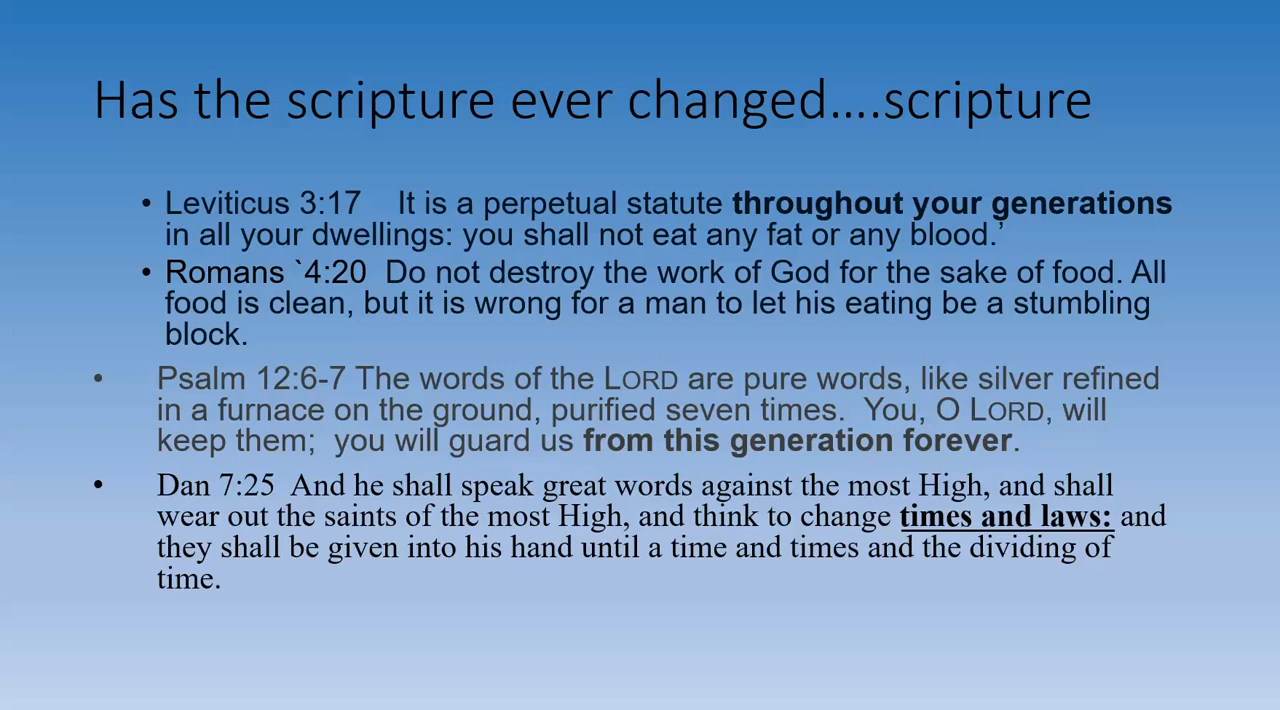 Has the scripture ever changed….scripture
• Leviticus 3:17 It is a perpetual statute throughout your generations
in all your dwellings: you shall not eat any fat or any blood.’
• Romans `4:20 Do not destroy the work of God for the sake of food. All
food is clean, but it is wrong for a man to let his eating be a stumbling
block.
• Psalm 12:6-7 The words of the LORD are pure words, like silver refined
in a furnace on the ground, purified seven times. You, O LORD, will
keep them; you will guard us from this generation forever.
• Dan 7:25 And he shall speak great words against the most High, and shall
wear out the saints of the most High, and think to change times and laws: and
they shall be given into his hand until a time and times and the dividing of
time.